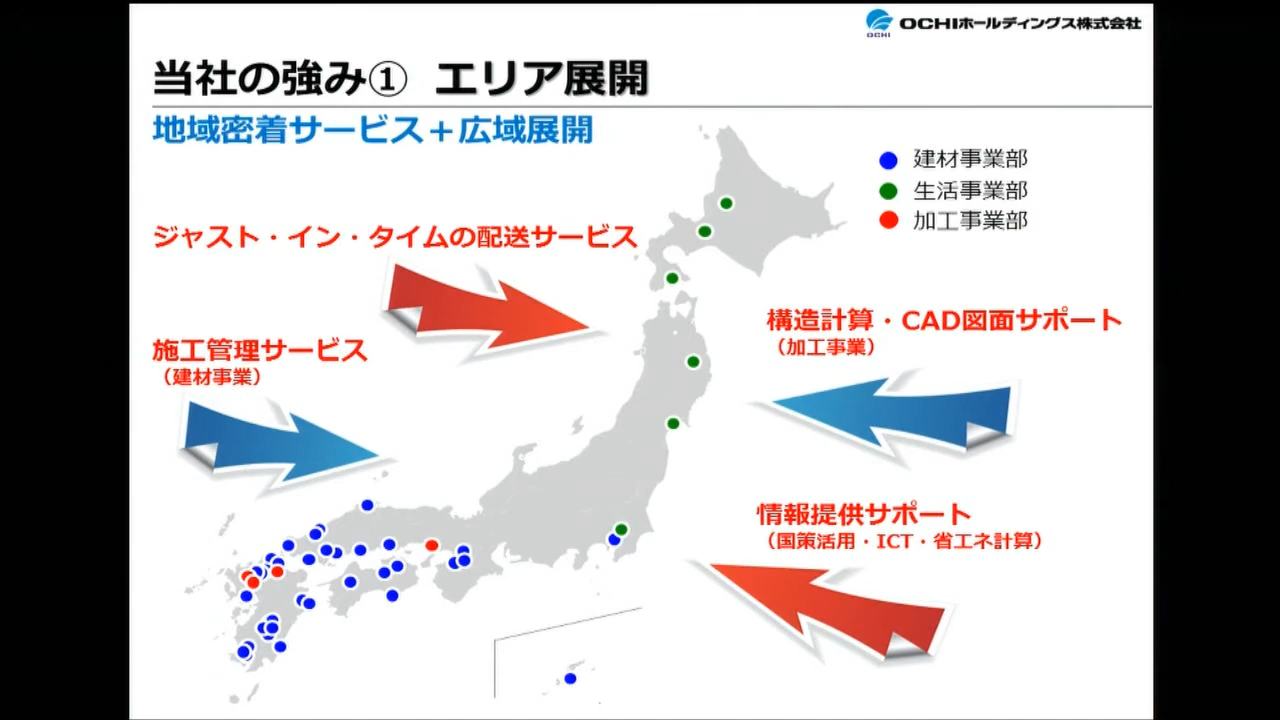 OCHI
OCHIホールディングス株式会社
当社の強み① エリア展開
地域密着サービス＋広域展開
建材事業部
生活事業部
加工事業部
ジャスト・イン・タイムの配送サービス
構造計算・CAD図面サポート
（加工事業）
施工管理サービス
（建材事業）
情報提供サポート
（国策活用・ICT・省エネ計算）